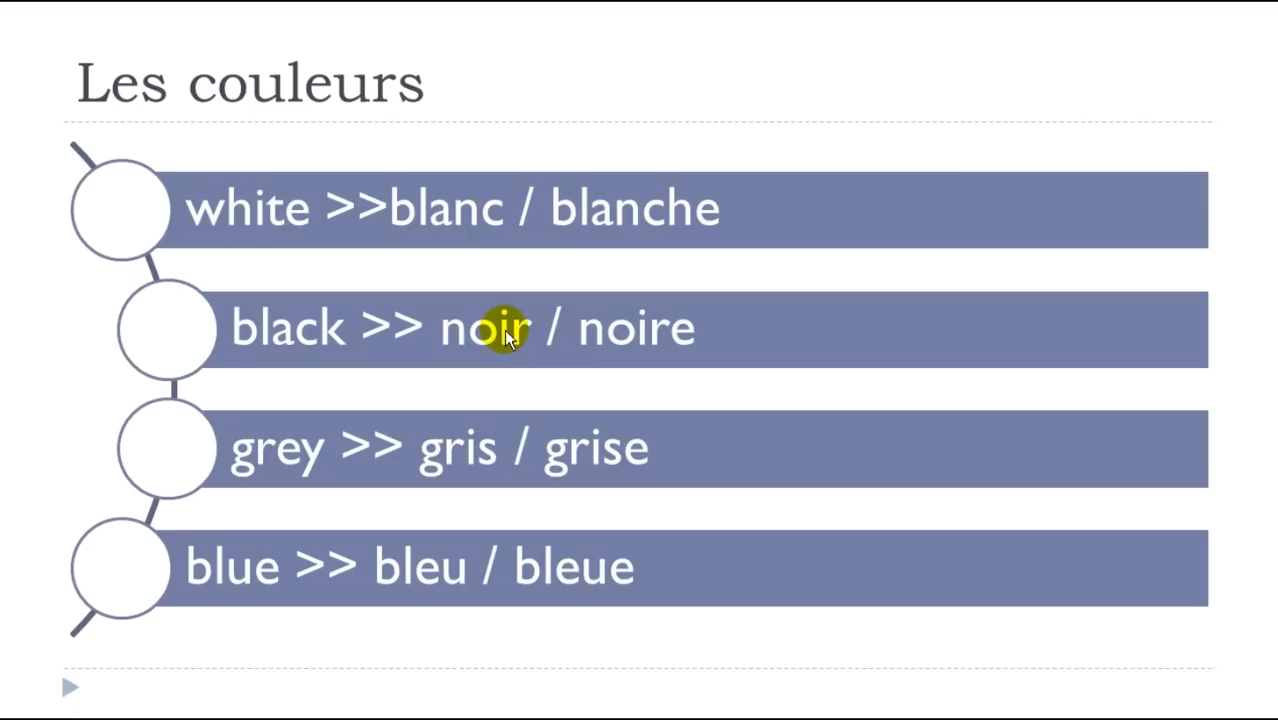 Les couleurs
white >>blanc / blanche
black >> noir / noire
grey >> gris / grise
blue >> bleu / bleue